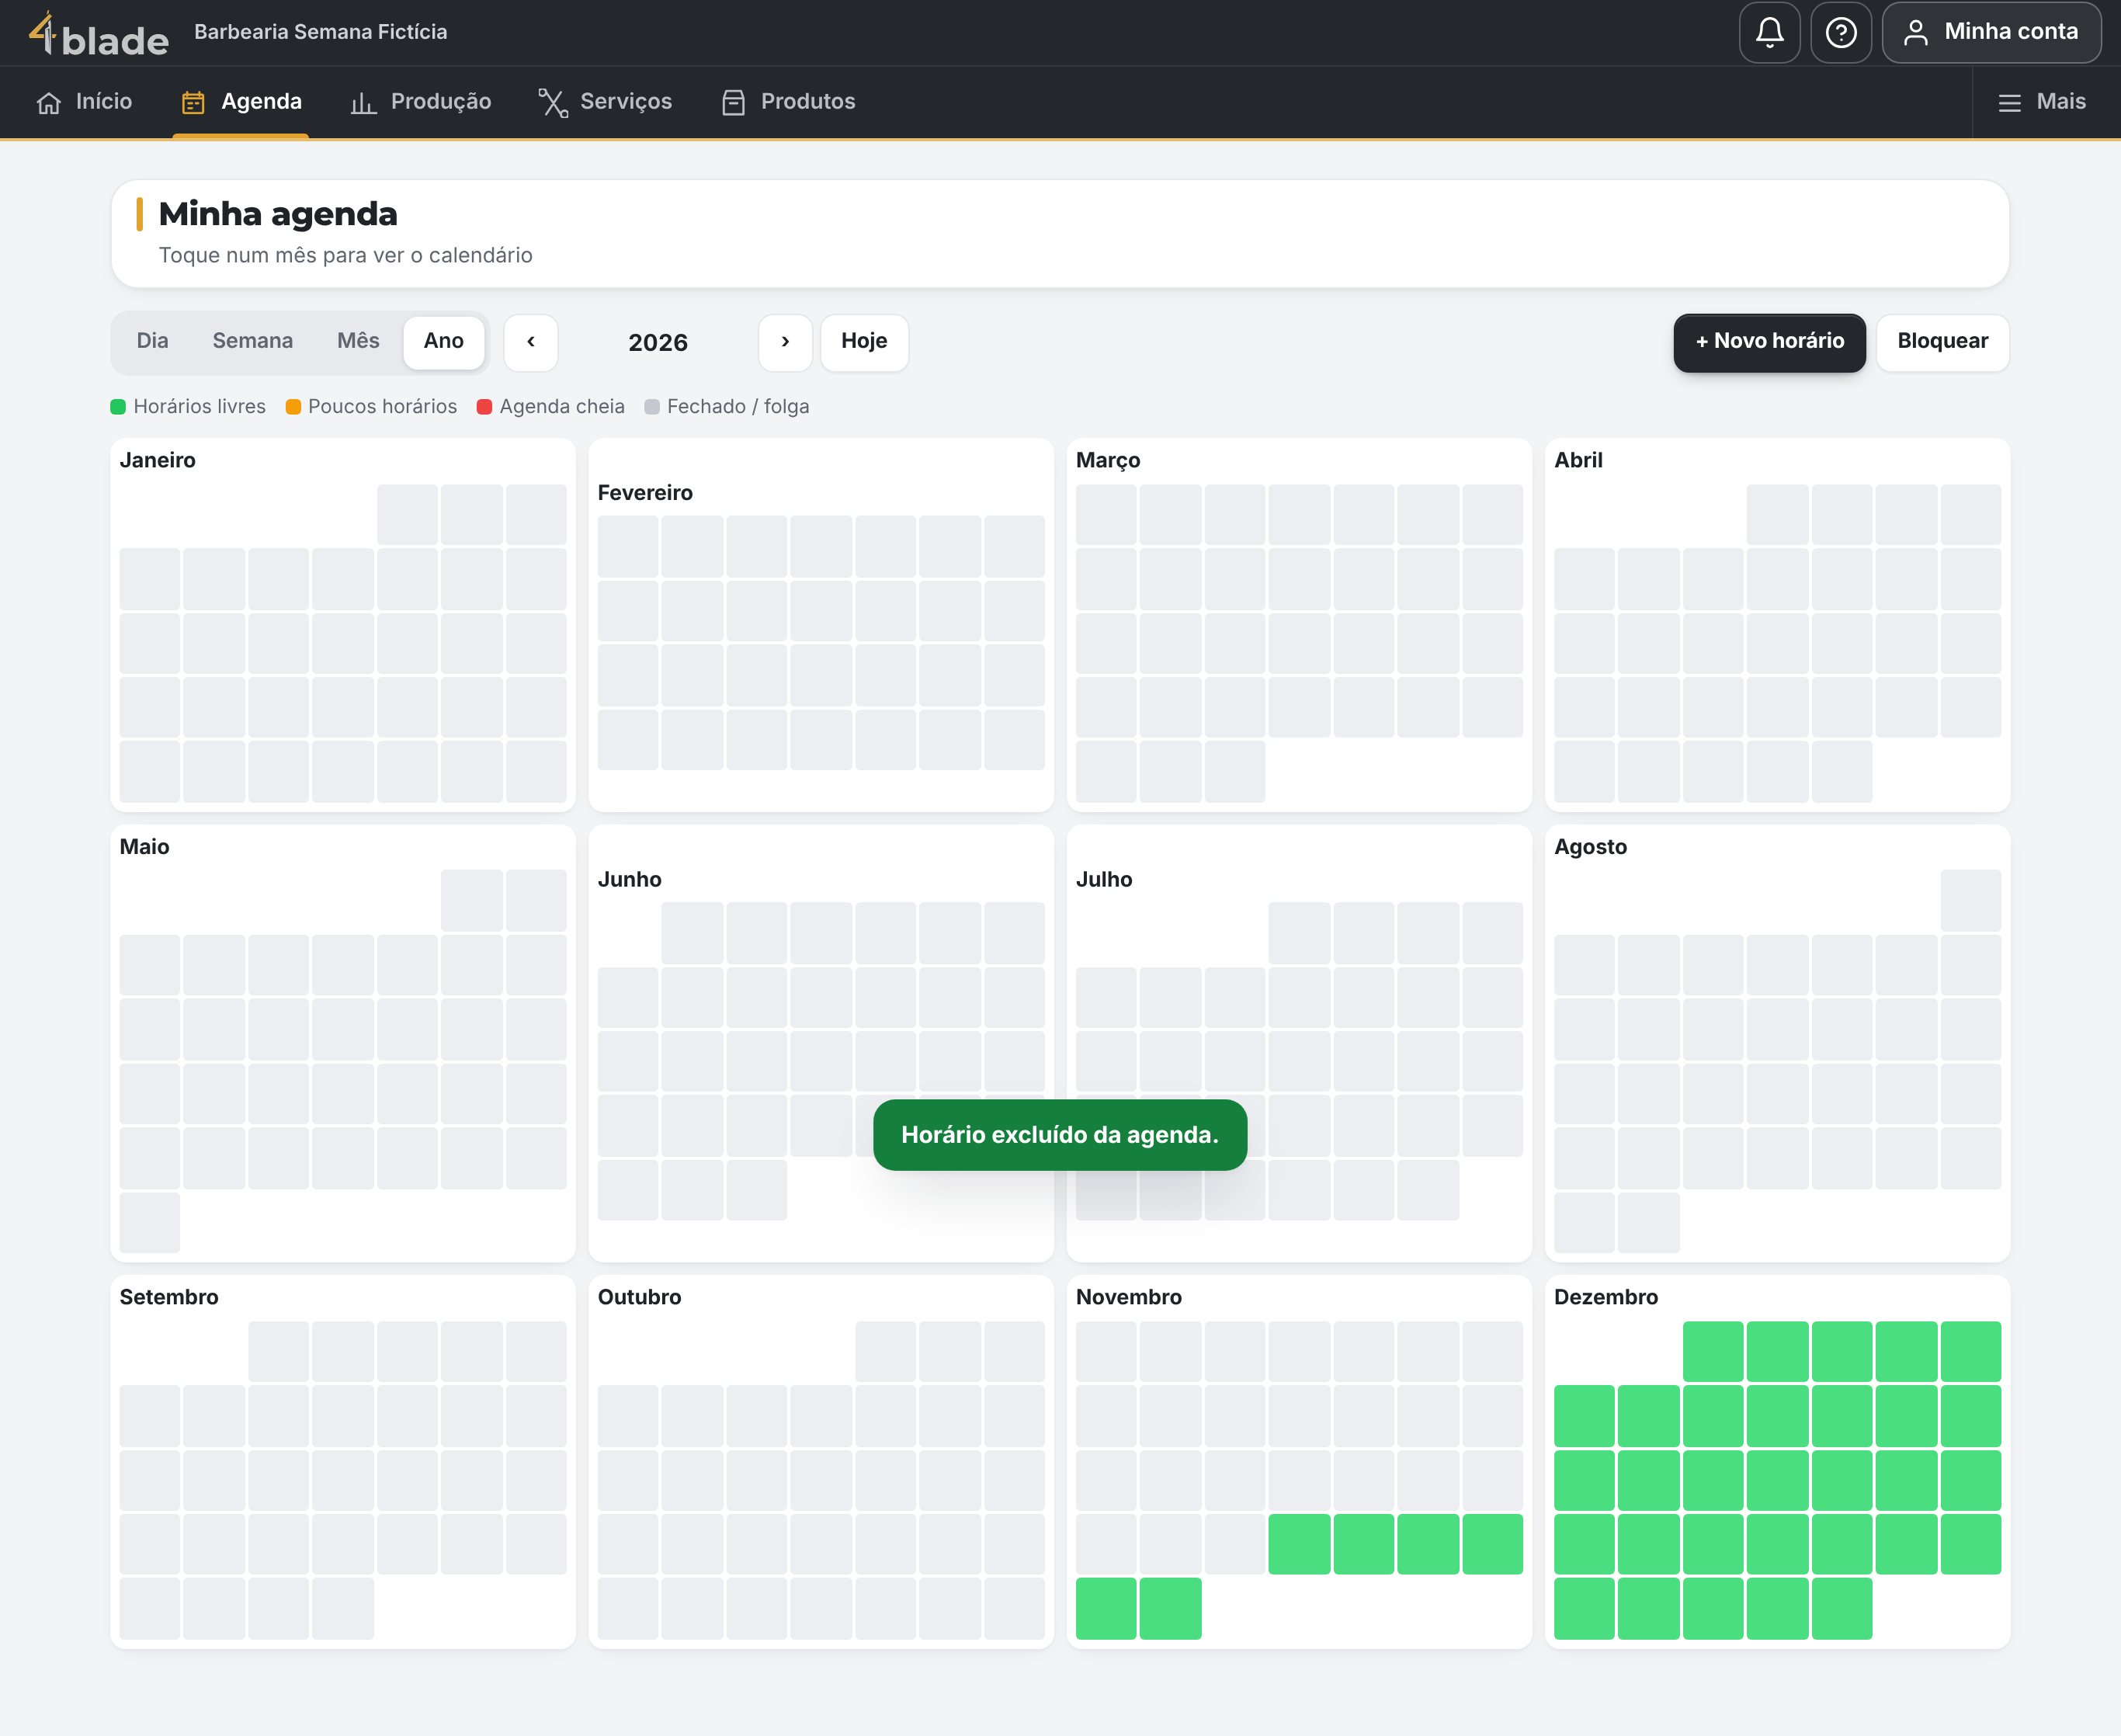 4blade
Barbearia Semana Fictícia
Minha conta
Início
Agenda
Produção
Serviços
Produtos
Mais
Minha agenda
Toque num mês para ver o calendário
Dia
Semana
Mês
Ano
‹
2026
›
Hoje
+ Novo horário
Bloquear
Horários livres
Poucos horários
Agenda cheia
Fechado / folga
Janeiro
Fevereiro
Março
Abril
Maio
Junho
Julho
Agosto
Horário excluído da agenda.
Setembro
Outubro
Novembro
Dezembro